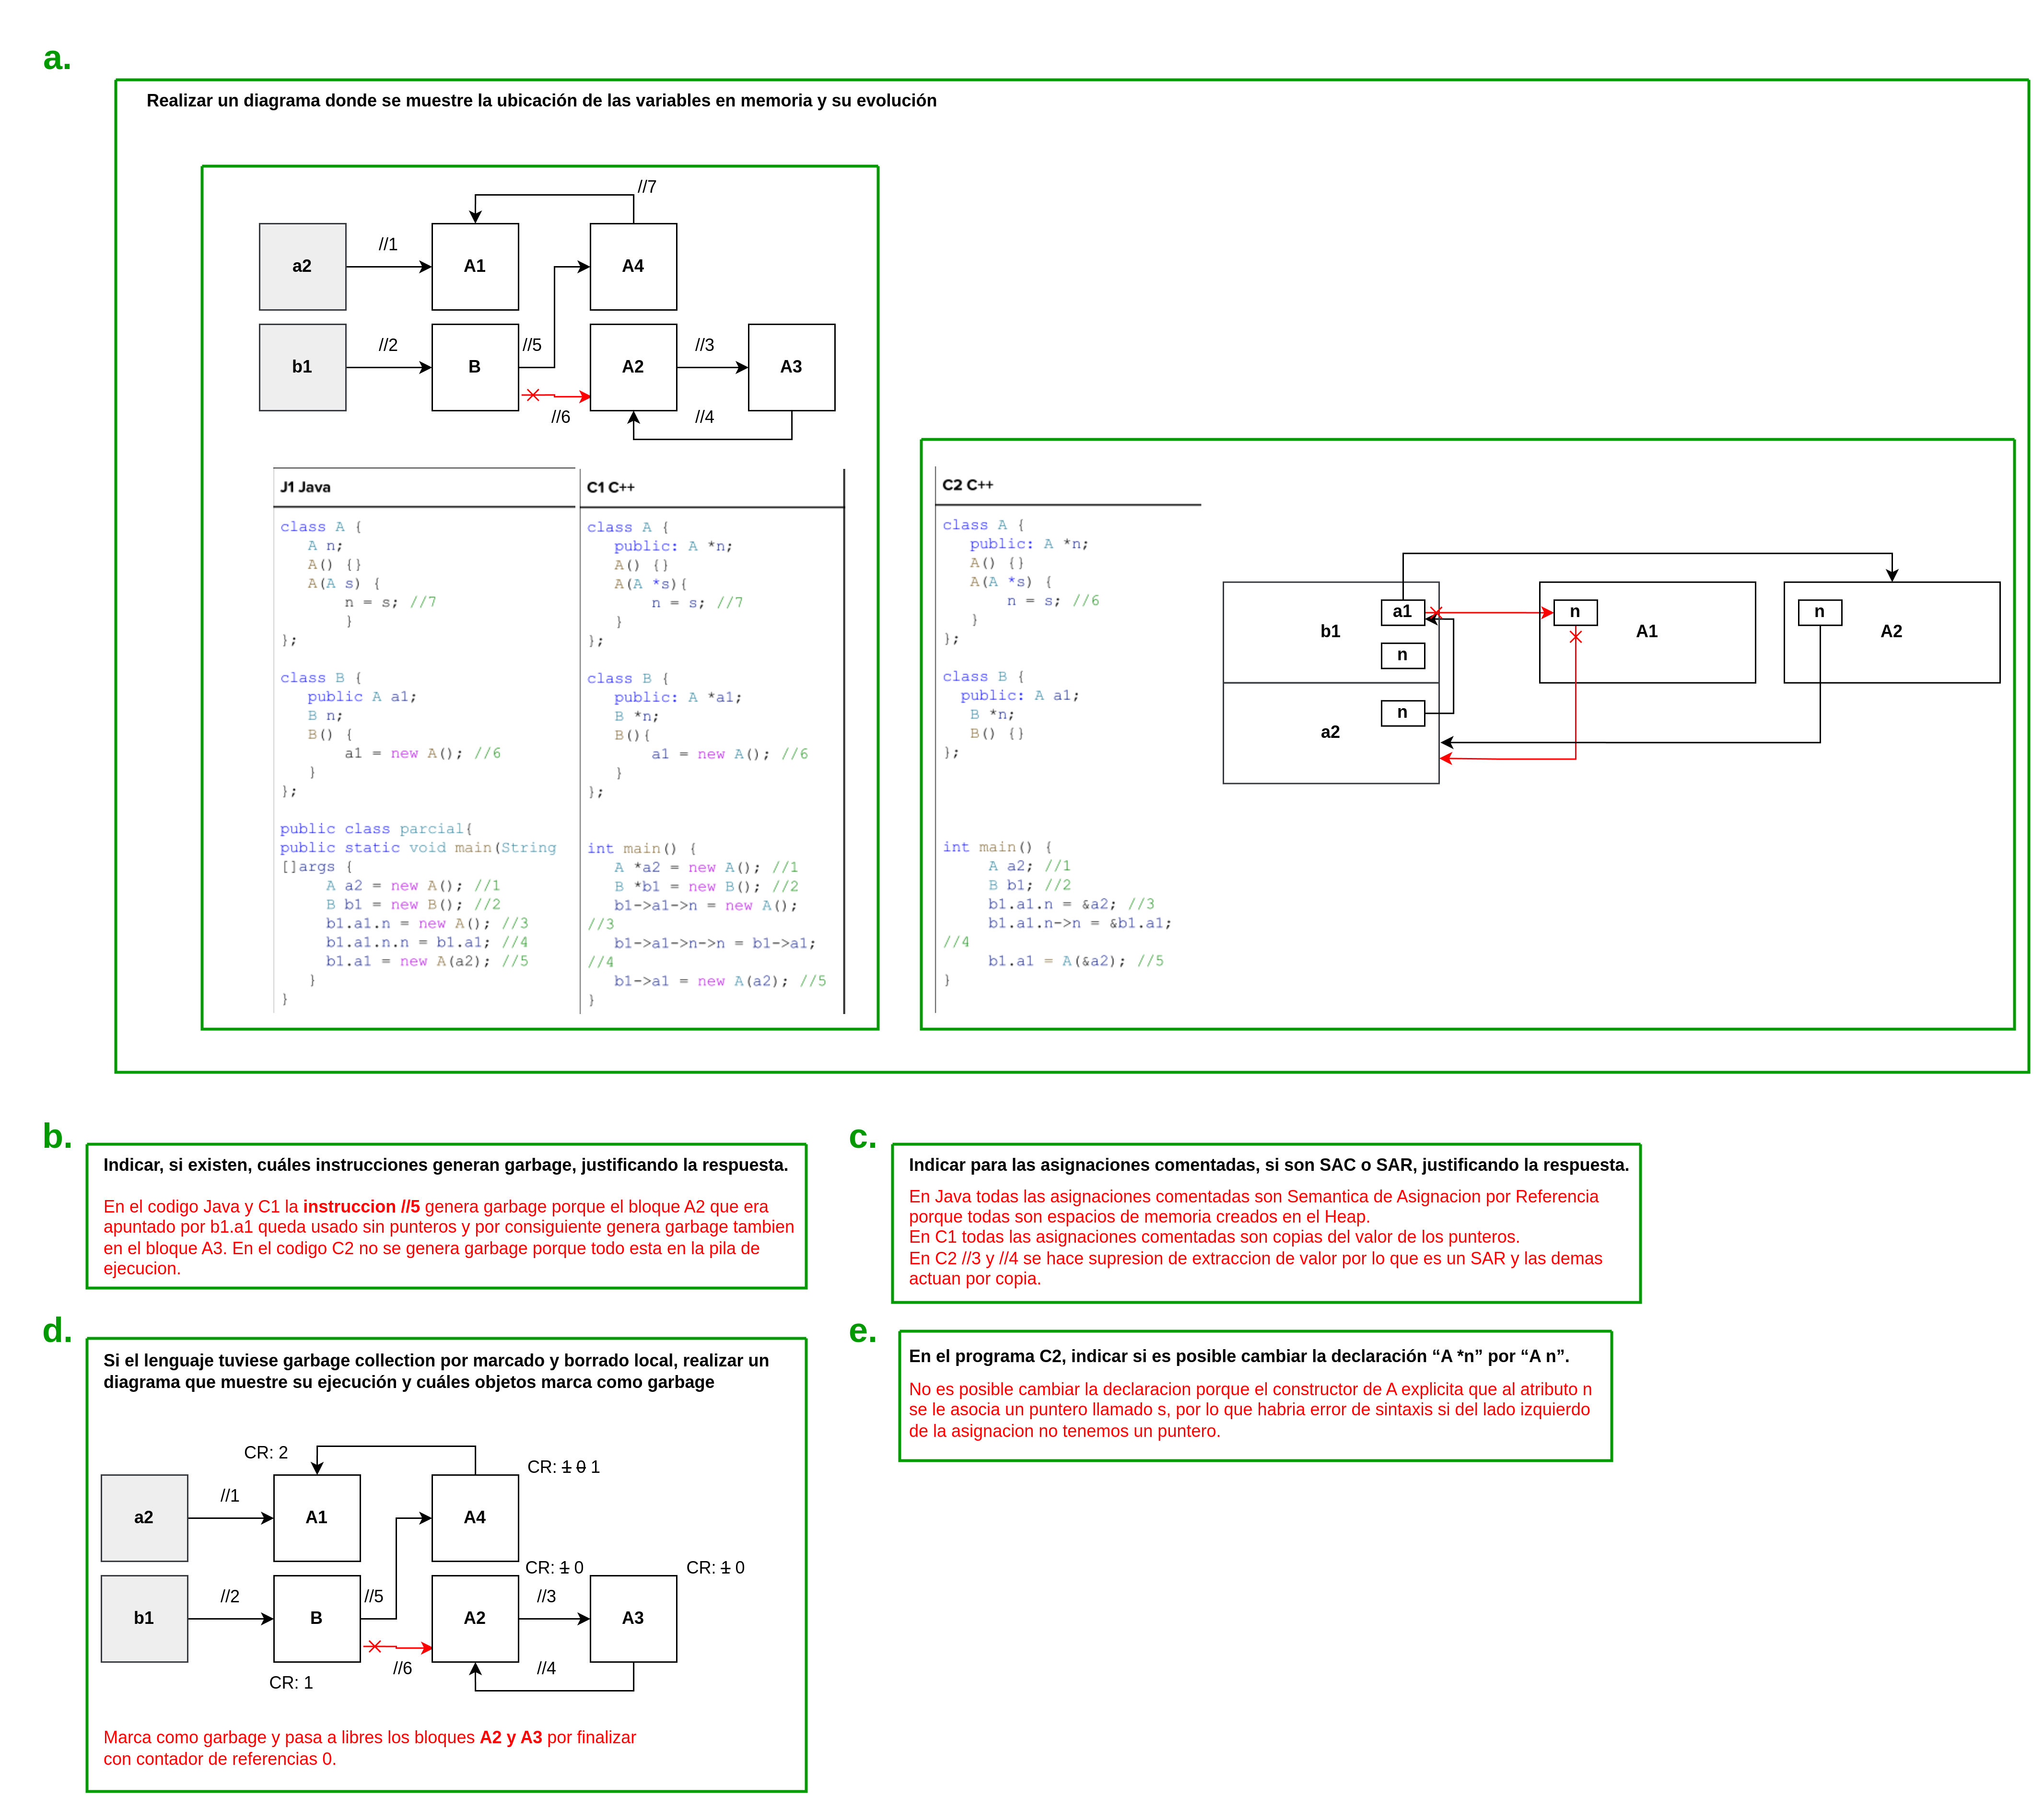 a.
Realizar un diagrama donde se muestre la ubicación de las variables en memoria y su evolución
//7
a2
//1
A1
A4
b1
//2
B
//5
A2
//3
A3
//6
//4
J1 Java
class A {
A n;
A() {}
A(A s) {
n = s; //7
}
};
class B {
public A a1;
B n;
B() {
a1 = new A(); //6
}
};
public class parcial{
public static void main(String
[]args {
A a2 = new A(); //1
B b1 = new B(); //2
b1.a1.n = new A(); //3
b1.a1.n.n = b1.a1; //4
b1.a1 = new A(a2); //5
}
}
C1 C++
class A {
public: A *n;
A() {}
A(A *s){
n = s; //7
}
};
class B {
public: A *a1;
B *n;
B(){
a1 = new A(); //6
}
};
int main() {
A *a2 = new A(); //1
B *b1 = new B(); //2
b1->a1->n = new A();
//3
b1->a1->n->n = b1->a1;
//4
b1->a1 = new A(a2); //5
}
C2 C++
class A {
public: A *n;
A() {}
A(A *s) {
n = s; //6
}
};
class B {
public: A a1;
B *n;
B() {}
};
int main() {
A a2; //1
B b1; //2
b1.a1.n = &a2; //3
b1.a1.n->n = &b1.a1;
//4
b1.a1 = A(&a2); //5
}
b1
a1
n
a2
n
n
A1
n
A2
b.
Indicar, si existen, cuáles instrucciones generan garbage, justificando la respuesta.
En el codigo Java y C1 la instruccion //5 genera garbage porque el bloque A2 que era
apuntado por b1.a1 queda usado sin punteros y por consiguiente genera garbage tambien
en el bloque A3. En el codigo C2 no se genera garbage porque todo esta en la pila de
ejecucion.
c.
Indicar para las asignaciones comentadas, si son SAC o SAR, justificando la respuesta.
En Java todas las asignaciones comentadas son Semantica de Asignacion por Referencia
porque todas son espacios de memoria creados en el Heap.
En C1 todas las asignaciones comentadas son copias del valor de los punteros.
En C2 //3 y //4 se hace supresion de extraccion de valor por lo que es un SAR y las demas
actuan por copia.
d.
Si el lenguaje tuviese garbage collection por marcado y borrado local, realizar un
diagrama que muestre su ejecución y cuáles objetos marca como garbage
CR: 2
CR: 1 0 1
a2
//1
A1
A4
CR: 1 0
CR: 1 0
b1
//2
B
//5
A2
//3
A3
//6
//4
CR: 1
Marca como garbage y pasa a libres los bloques A2 y A3 por finalizar
con contador de referencias 0.
e.
En el programa C2, indicar si es posible cambiar la declaración “A *n” por “A n”.
No es posible cambiar la declaracion porque el constructor de A explicita que al atributo n
se le asocia un puntero llamado s, por lo que habria error de sintaxis si del lado izquierdo
de la asignacion no tenemos un puntero.